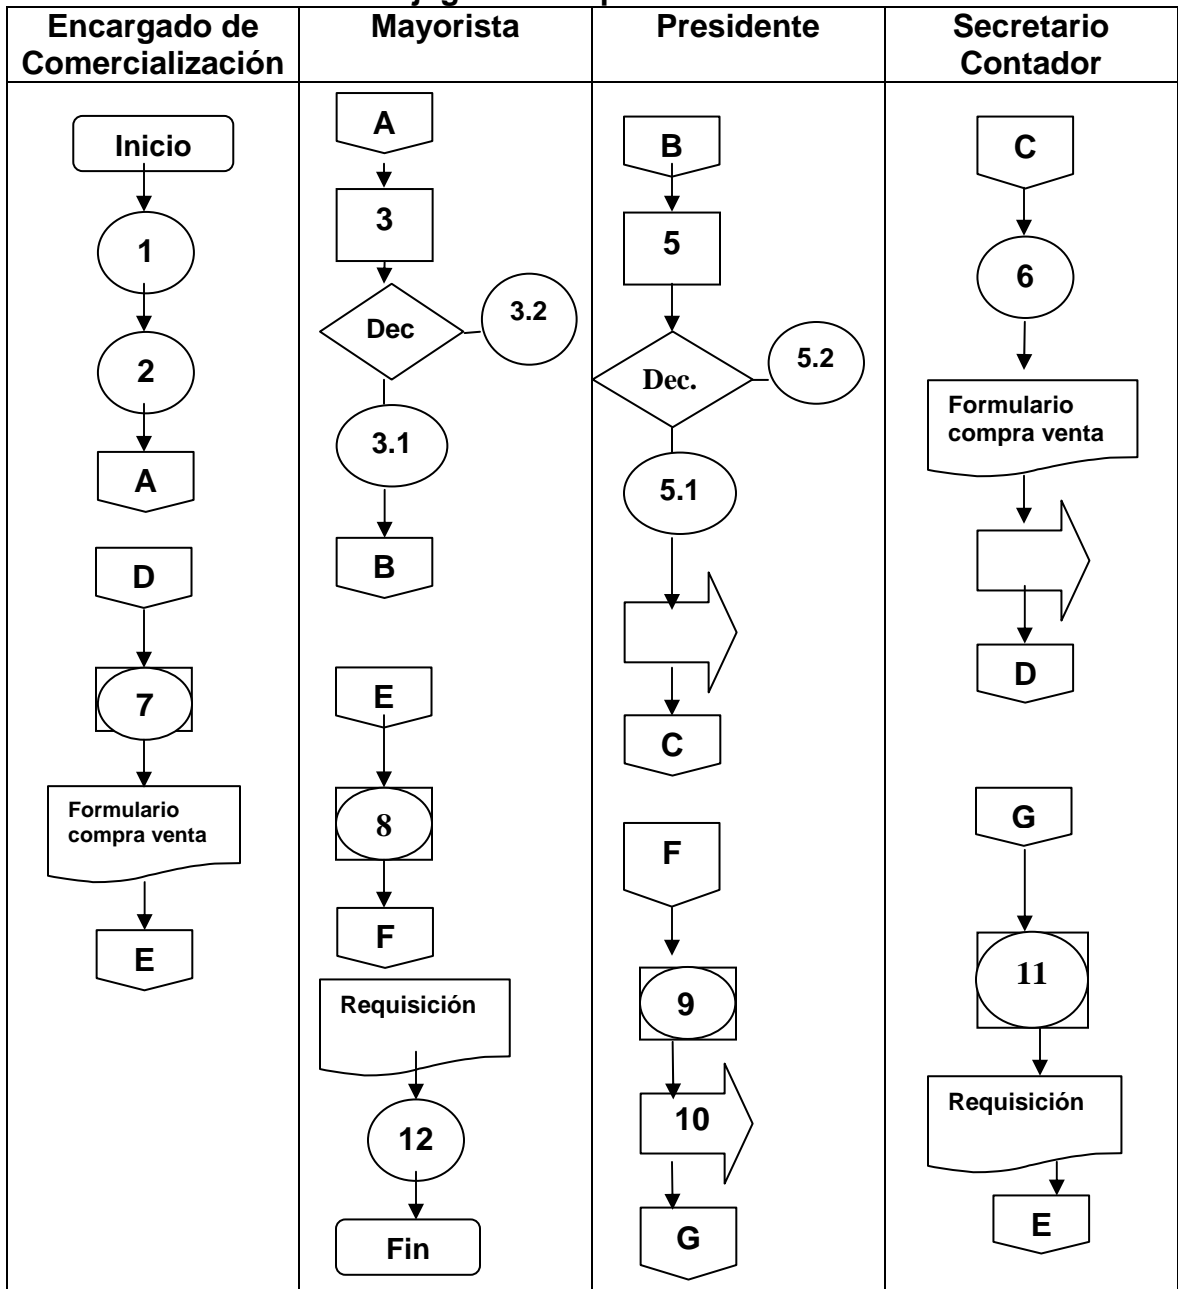 Encargado de
Comercialización
Mayorista
Presidente
Secretario
Contador
Inicio
1
2
A
D
7
Formulario
compra venta
E
A
3
Dec
3.2
3.1
B
E
8
F
Requisición
12
Fin
B
5
Dec.
5.2
5.1
C
F
9
10
G
C
6
Formulario
compra venta
D
G
11
Requisición
E